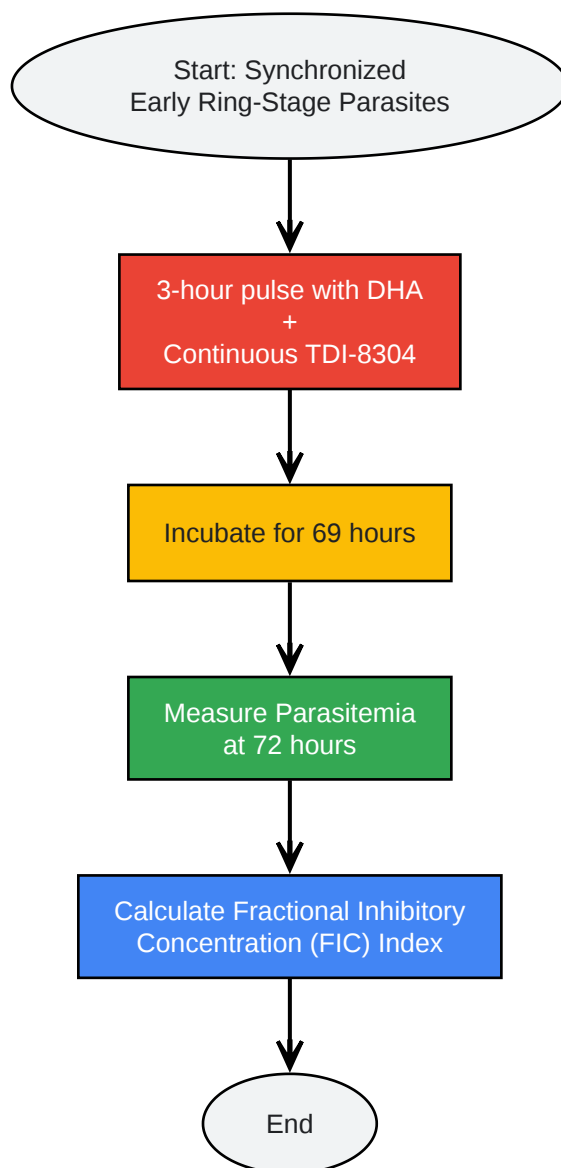 Start: Synchronized
Early Ring-Stage Parasites
3-hour pulse with DHA
+
Continuous TDI-8304
Incubate for 69 hours
Measure Parasitemia
at 72 hours
Calculate Fractional Inhibitory
Concentration (FIC) Index
End